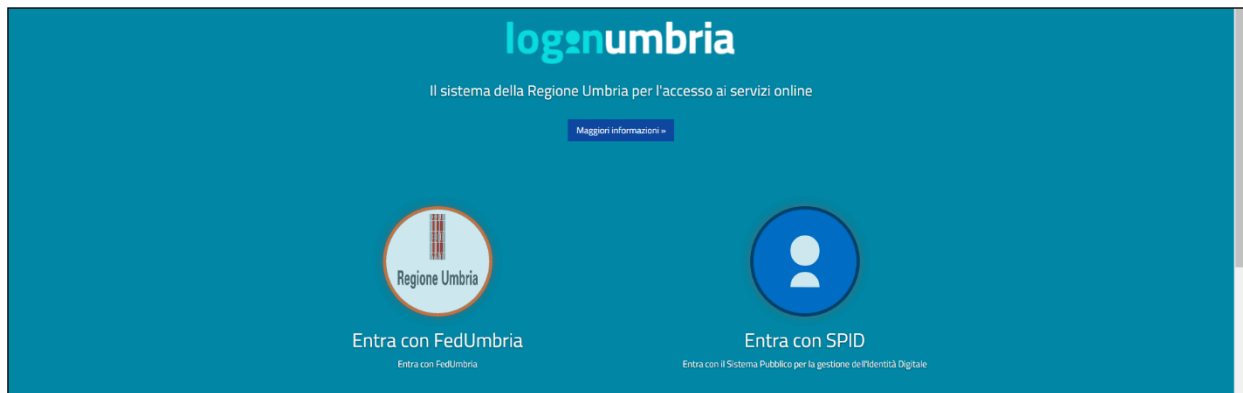 loginumbria
Il sistema della Regione Umbria per l'accesso ai servizi online
Maggiori informazioni »
Regione Umbria
Entra con FedUmbria
Entra con FedUmbria
Entra con SPID
Entra con il Sistema Pubblico per la gestione dell'Identità Digitale